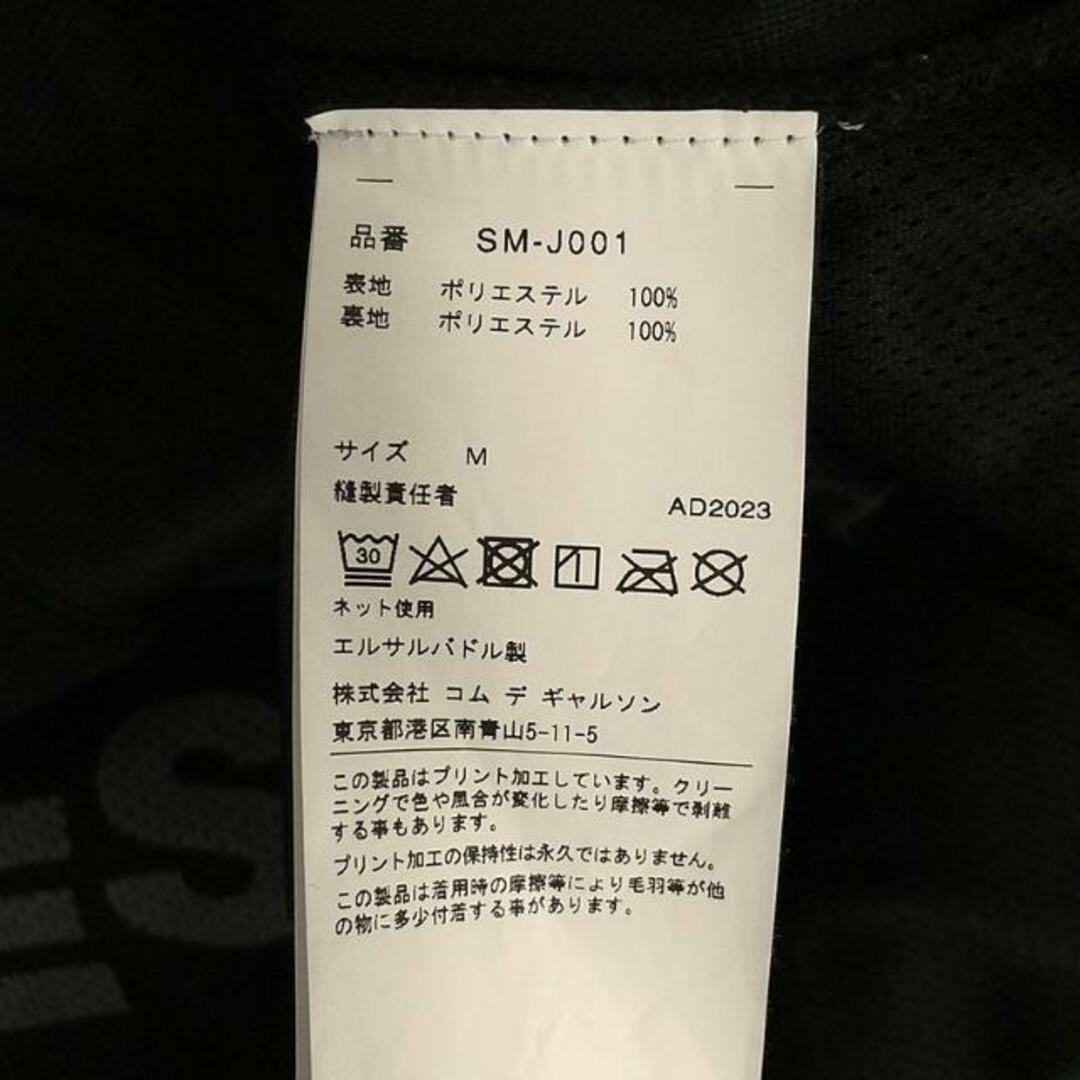 品番 SM-J001
表地 ポリエステル 100%
裏地 ポリエステル 100%
サイズ M
縫製責任者 AD2023
30
ネット使用
エルサルバドル製
株式会社 コム デ ギャルソン
東京都港区南青山5-11-5
この製品はプリント加工しています。クリー
ニングで色や風合が変化したり摩擦等で剥離
する事もあります。
プリント加工の保持性は永久ではありません。
この製品は着用時の摩擦等により毛羽等が他
の物に多少付着する事があります。
ES